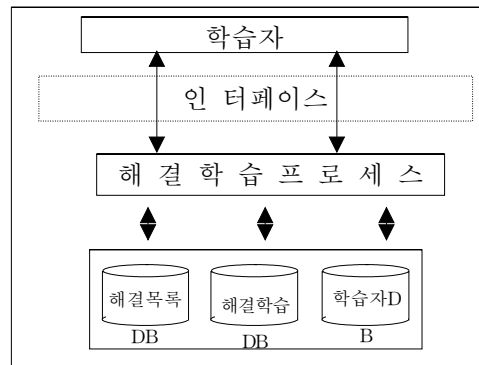 학습자
인 터페이스
해 결 학 습 프 로 세 스
해결목록 해결학습 학습자D
DB DB B